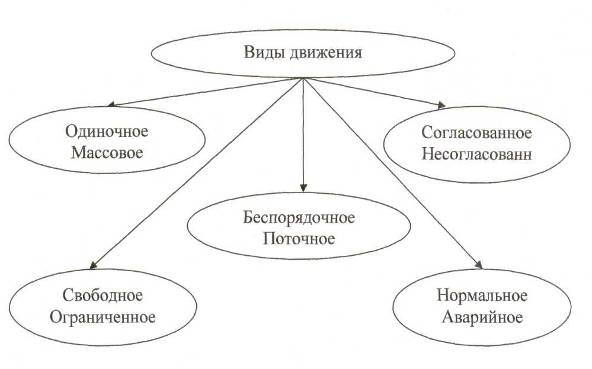 Виды движения
Одиночное
Массовое
Согласованное
Несогласованн
Беспорядочное
Поточное
Свободное
Ограниченное
Нормальное
Аварийное